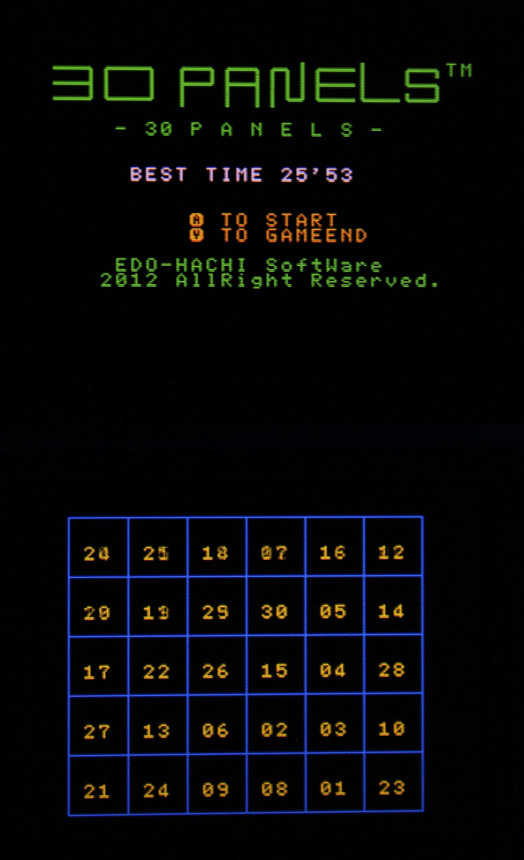 30 PANELS™
- 30 P A N E L S -
BEST TIME 25'53
A TO START
Y TO GAMEEND
EDO-HACHI SoftWare
2012 AllRight Reserved.
25 18 07 16 12
20 19 29 30 05 14
17 22 26 15 04 28
27 13 06 02 03 10
21 24 09 08 01 23